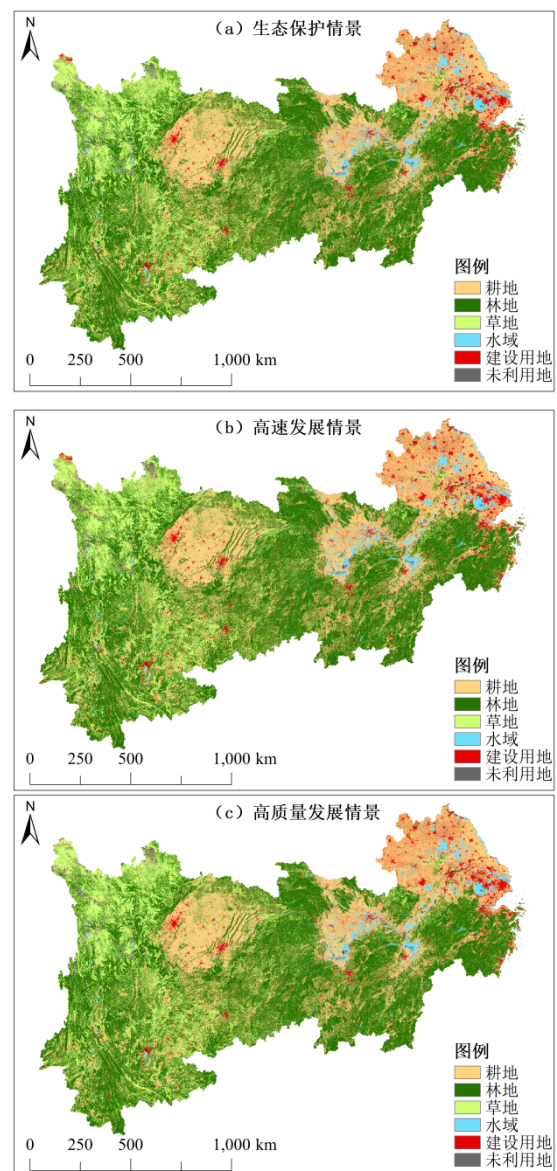 N
(a) 生态保护情景
图例
耕地
林地
草地
水域
建设用地
未利用地
0 250 500 1,000 km
N
(b) 高速发展情景
图例
耕地
林地
草地
水域
建设用地
未利用地
0 250 500 1,000 km
N
(c) 高质量发展情景
图例
耕地
林地
草地
水域
建设用地
未利用地
0 250 500 1,000 km